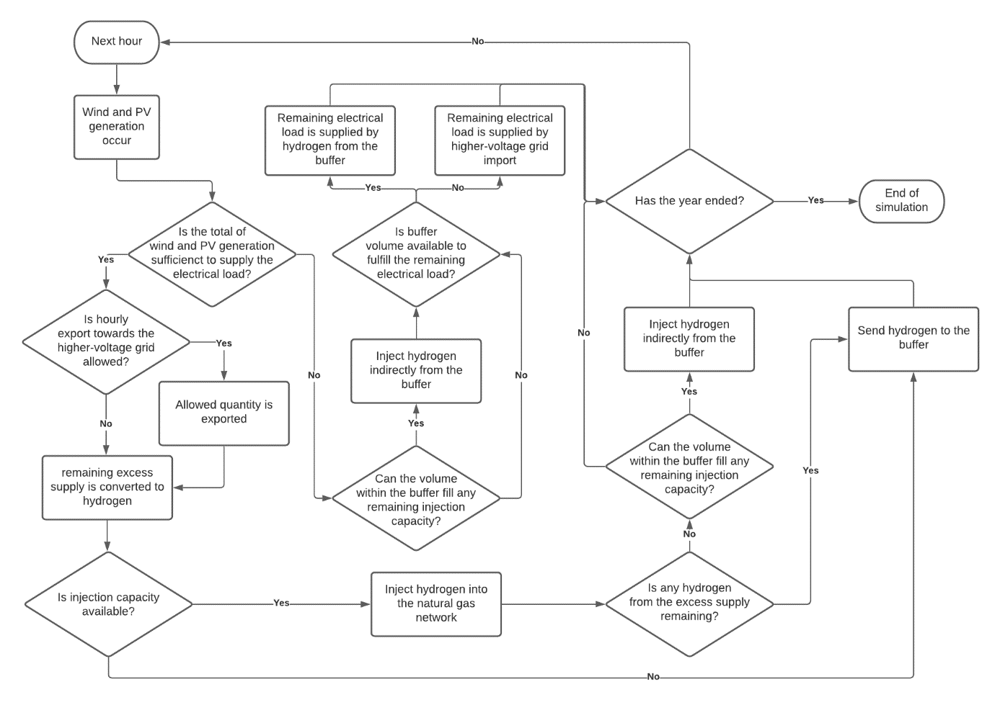 Next hour
No
Wind and PV
generation
occur
Remaining electrical
load is supplied by
hydrogen from the
buffer
Remaining electrical
load is supplied by
higher-voltage grid
import
Yes
No
Has the year ended?
Yes
End of
simulation
Is the total of
wind and PV generation
sufficienct to supply the
electrical load?
Yes
Is buffer
volume available to
fulfill the remaining
electrical load?
Is hourly
export towards the
higher-voltage grid
allowed?
Yes
No
Inject hydrogen
indirectly from the
buffer
No
No
Inject hydrogen
indirectly from the
buffer
Send hydrogen to the
buffer
Allowed quantity is
exported
No
Yes
Yes
remaining excess
supply is converted to
hydrogen
Can the volume
within the buffer fill any
remaining injection
capacity?
Can the volume
within the buffer fill any
remaining injection
capacity?
Yes
No
Is injection capacity
available?
Yes
Inject hydrogen into
the natural gas
network
Is any hydrogen
from the excess supply
remaining?
No